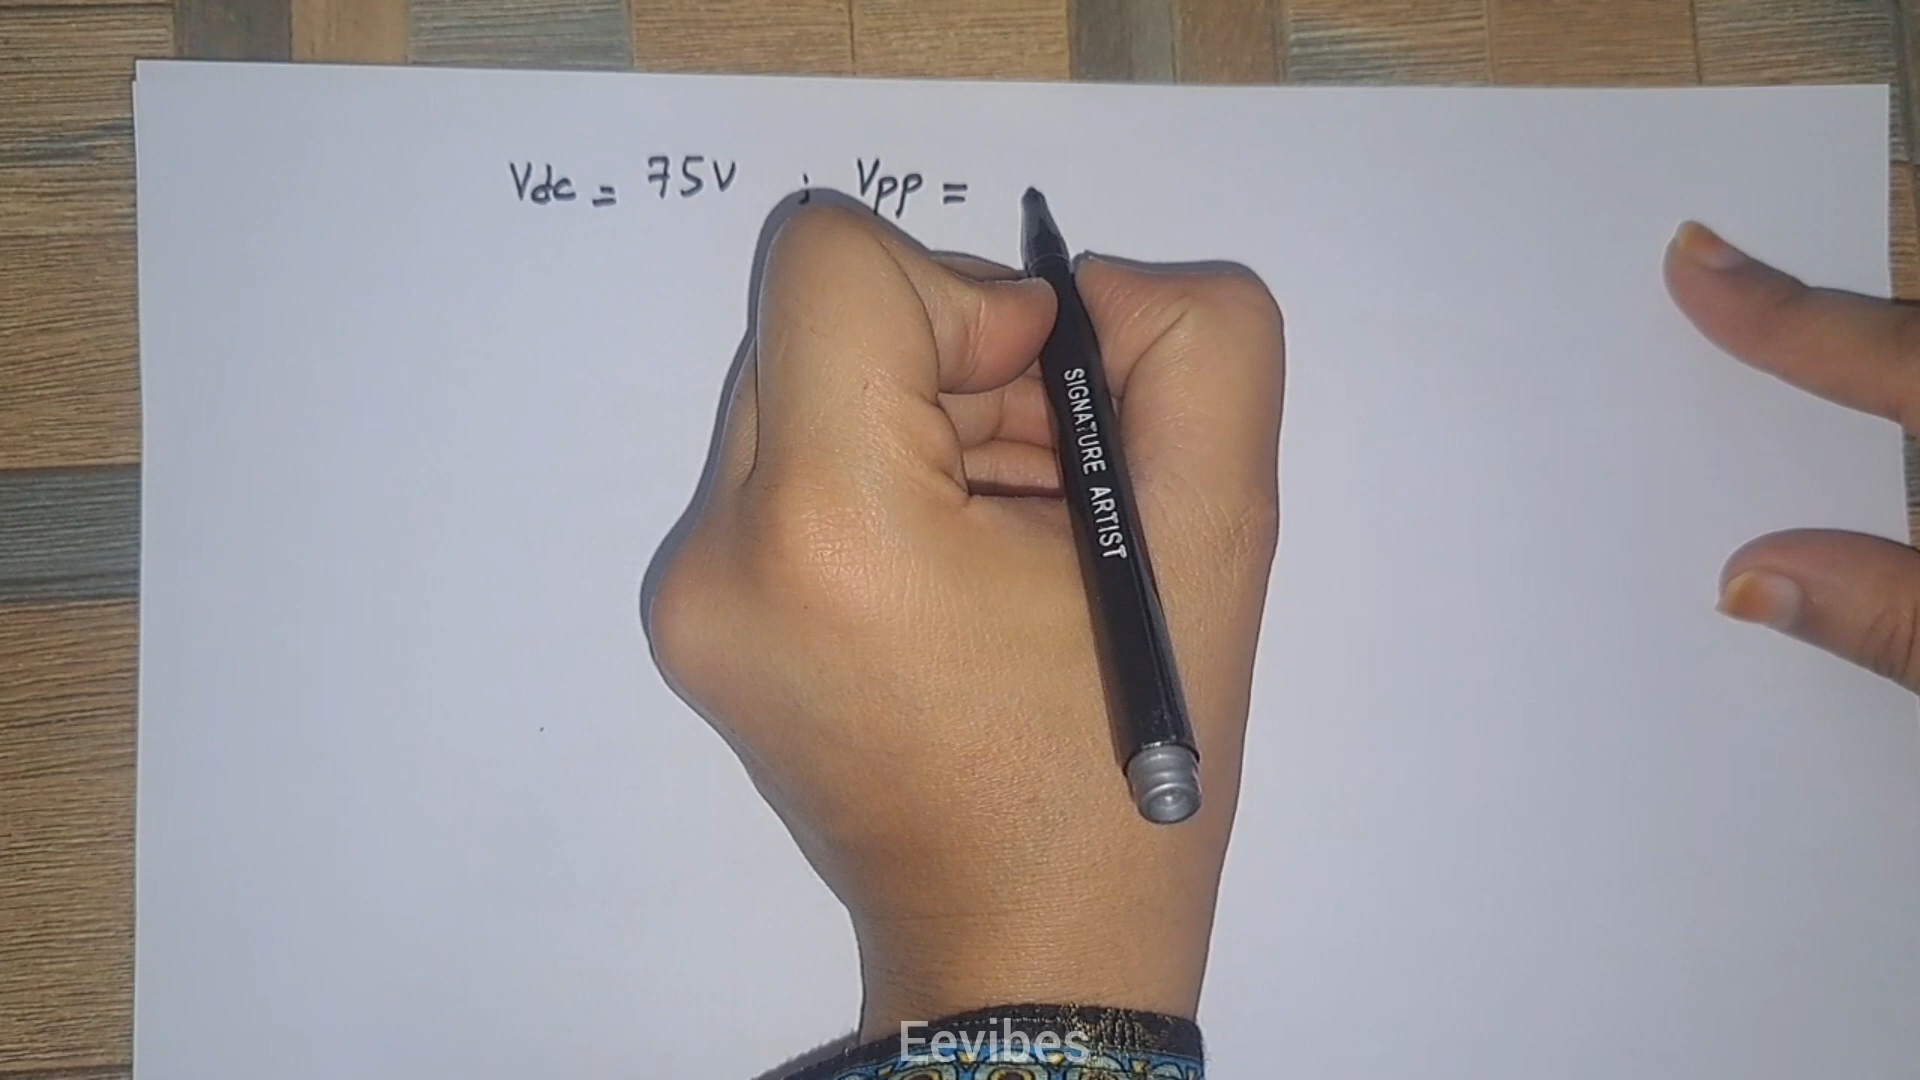 Vdc = 75V ; Vpp =
SIGNATURE ARTIST
Eevibes